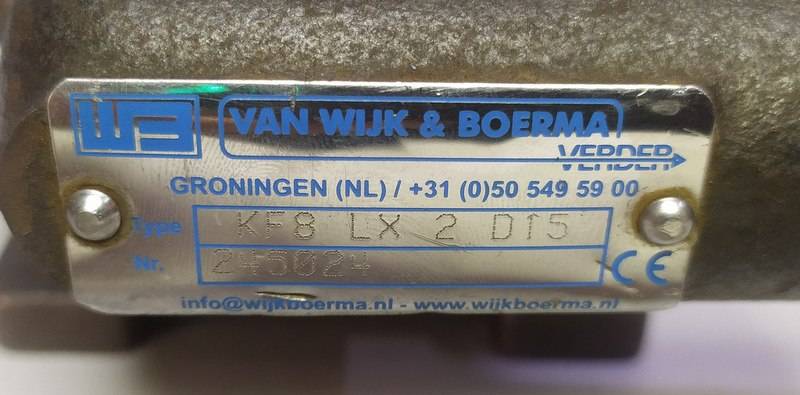 WB VAN WIJK & BOERMA
VERDER
GRONINGEN (NL) / +31 (0)50 549 59 00
Type KF8 LX 2 D15
Nr. 245024 CE
info@wijkboerma.nl - www.wijkboerma.nl